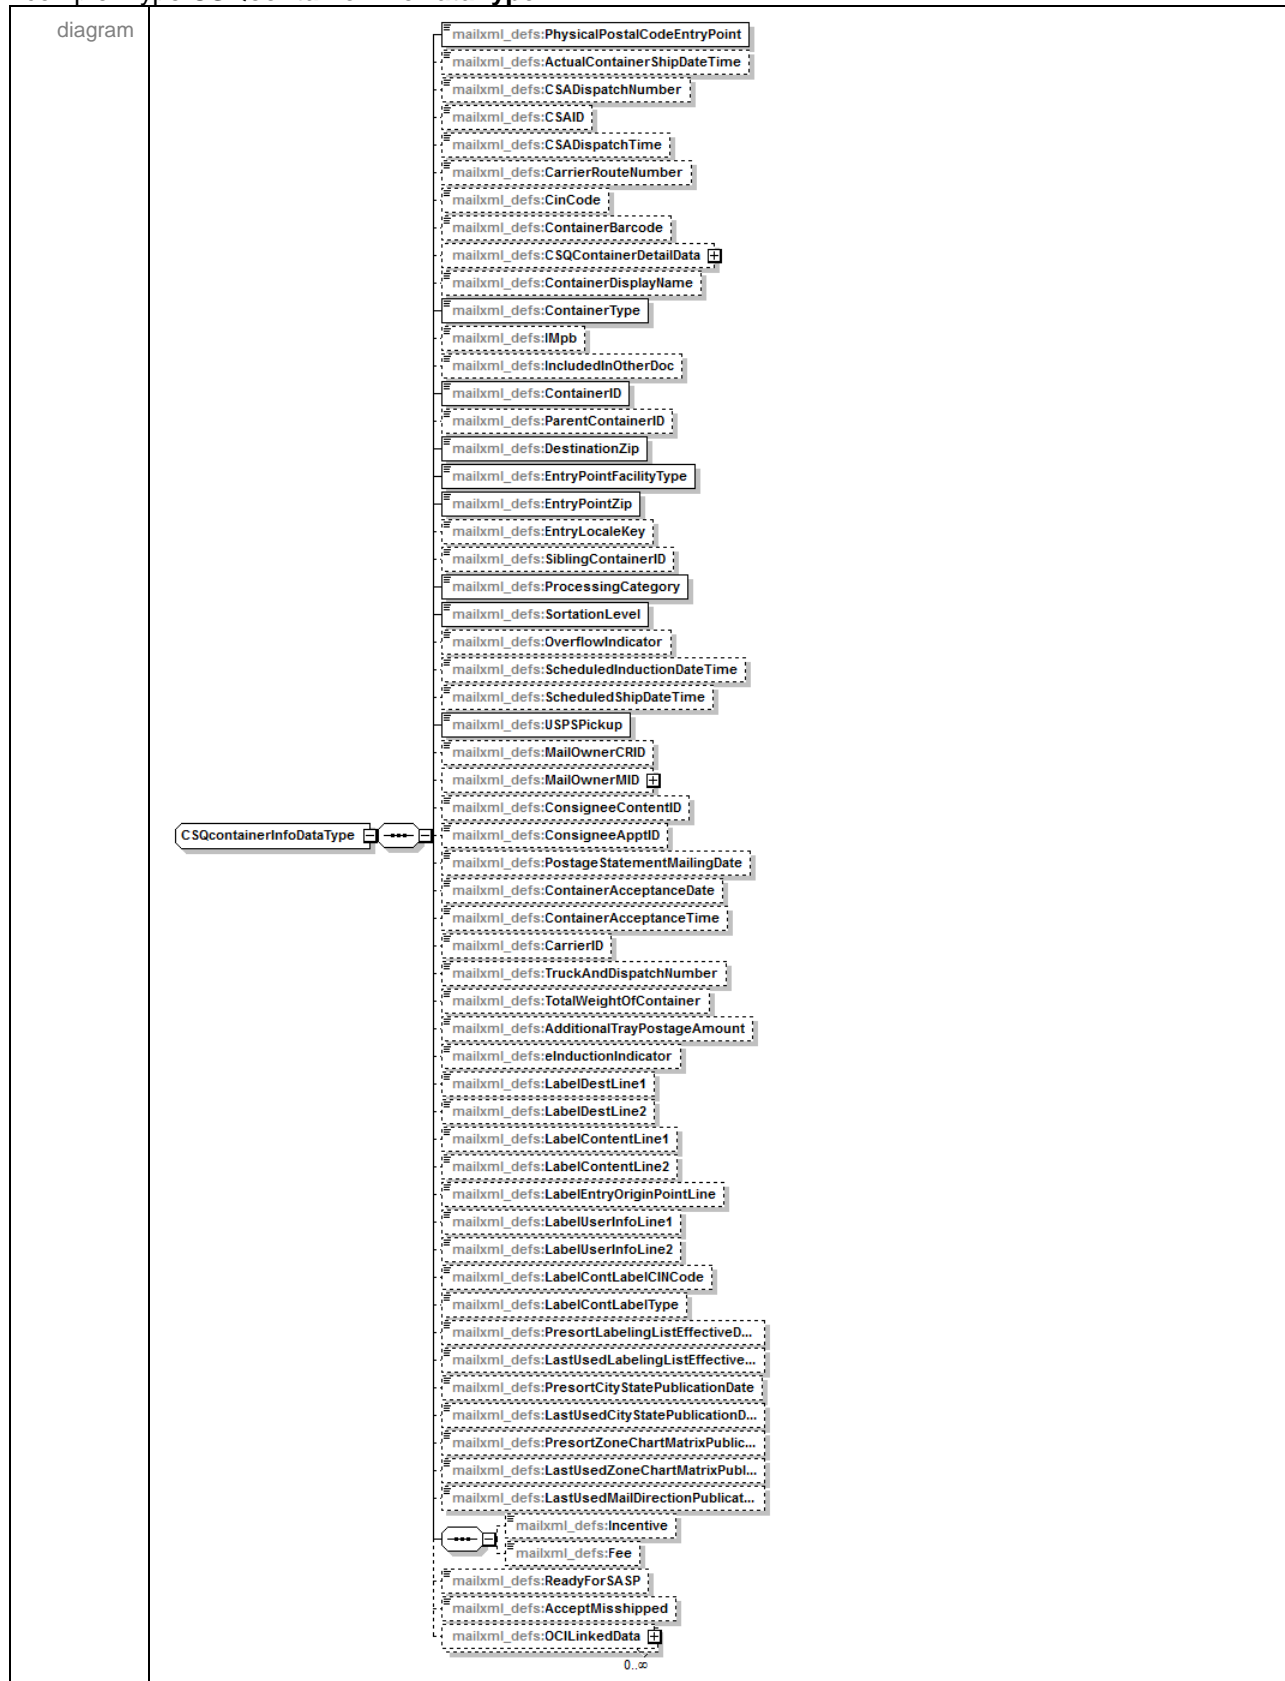 diagram
mailxml_defs:PhysicalPostalCodeEntryPoint
mailxml_defs:ActualContainerShipDateTime
mailxml_defs:CSADispatchNumber
mailxml_defs:CSAID
mailxml_defs:CSADispatchTime
mailxml_defs:CarrierRouteNumber
mailxml_defs:CinCode
mailxml_defs:ContainerBarcode
mailxml_defs:CSQContainerDetailData
mailxml_defs:ContainerDisplayName
mailxml_defs:ContainerType
mailxml_defs:IMpb
mailxml_defs:IncludedInOtherDoc
mailxml_defs:ContainerID
mailxml_defs:ParentContainerID
mailxml_defs:DestinationZip
mailxml_defs:EntryPointFacilityType
mailxml_defs:EntryPointZip
mailxml_defs:EntryLocaleKey
mailxml_defs:SiblingContainerID
mailxml_defs:ProcessingCategory
mailxml_defs:SortationLevel
mailxml_defs:OverflowIndicator
mailxml_defs:ScheduledInductionDateTime
mailxml_defs:ScheduledShipDateTime
mailxml_defs:USPSPickup
mailxml_defs:MailOwnerCRID
mailxml_defs:MailOwnerMID
mailxml_defs:ConsigneeContentID
CSQcontainerInfoDataType
mailxml_defs:ConsigneeApptID
mailxml_defs:PostageStatementMailingDate
mailxml_defs:ContainerAcceptanceDate
mailxml_defs:ContainerAcceptanceTime
mailxml_defs:CarrierID
mailxml_defs:TruckAndDispatchNumber
mailxml_defs:TotalWeightOfContainer
mailxml_defs:AdditionalTrayPostageAmount
mailxml_defs:eInductionIndicator
mailxml_defs:LabelDestLine1
mailxml_defs:LabelDestLine2
mailxml_defs:LabelContentLine1
mailxml_defs:LabelContentLine2
mailxml_defs:LabelEntryOriginPointLine
mailxml_defs:LabelUserInfoLine1
mailxml_defs:LabelUserInfoLine2
mailxml_defs:LabelContLabelCINCode
mailxml_defs:LabelContLabelType
mailxml_defs:PresortLabelingListEffectiveD...
mailxml_defs:LastUsedLabelingListEffective...
mailxml_defs:PresortCityStatePublicationDate
mailxml_defs:LastUsedCityStatePublicationD...
mailxml_defs:PresortZoneChartMatrixPublic...
mailxml_defs:LastUsedZoneChartMatrixPubl...
mailxml_defs:LastUsedMailDirectionPublicat...
mailxml_defs:Incentive
mailxml_defs:Fee
mailxml_defs:ReadyForSASP
mailxml_defs:AcceptMisshipped
mailxml_defs:OCILinkedData
0..∞